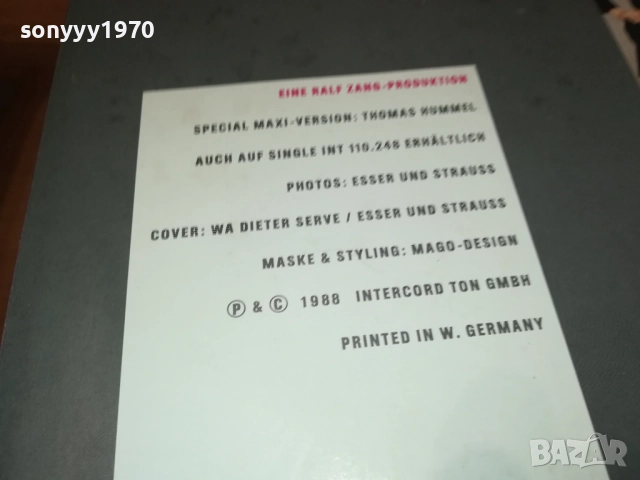 sonyyy1970
EINE RALF ZANG-PRODUKTION
SPECIAL MAXI-VERSION: THOMAS HUMMEL
AUCH AUF SINGLE INT 110.248 ERHÄLTLICH
PHOTOS: ESSER UND STRAUSS
COVER: WA DIETER SERVE / ESSER UND STRAUSS
MASKE & STYLING: MAGO-DESIGN
Ⓟ & © 1988 INTERCORD TON GMBH
PRINTED IN W. GERMANY
BAZAR